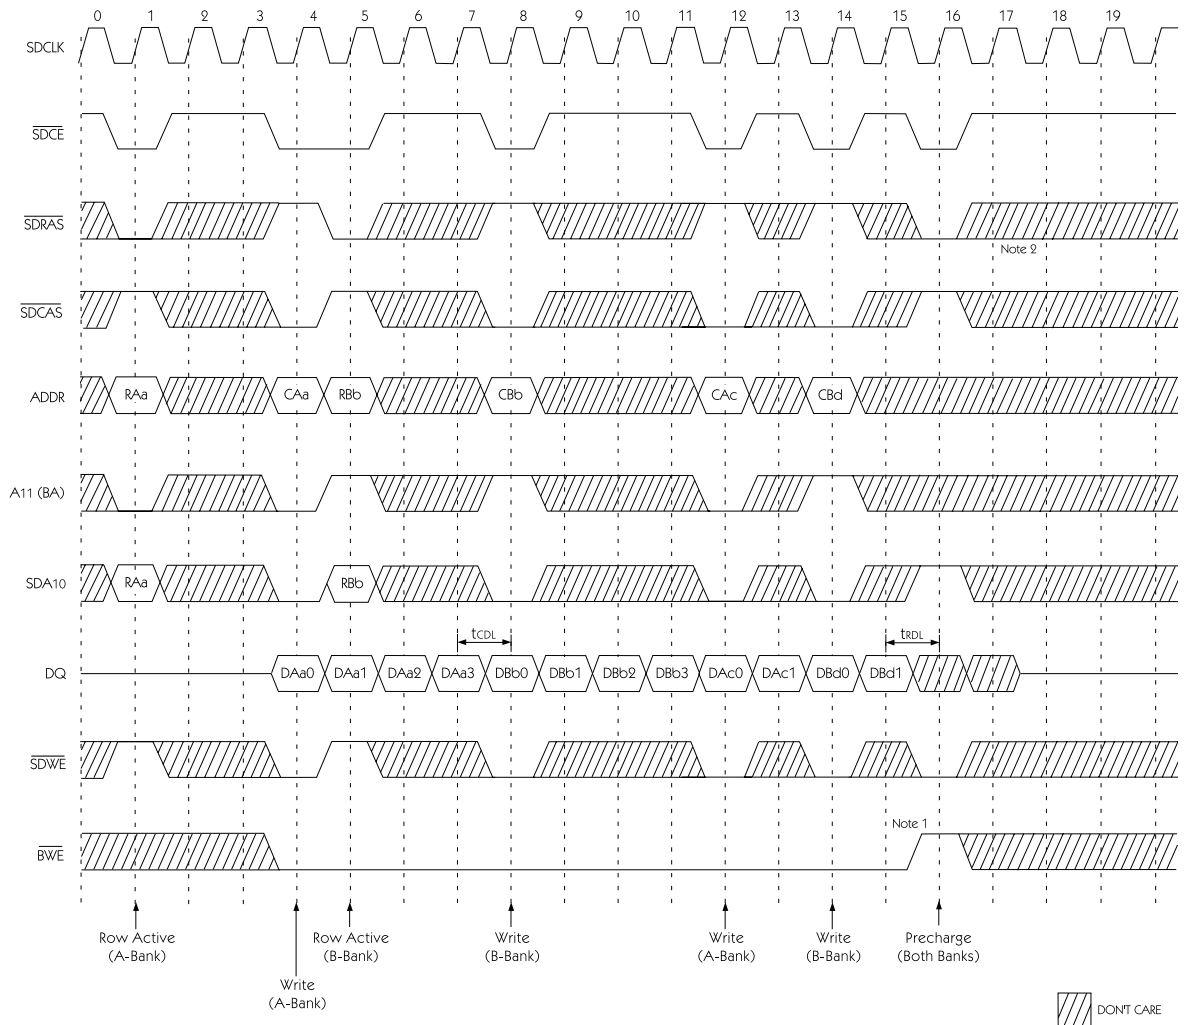 0 1 2 3 4 5 6 7 8 9 10 11 12 13 14 15 16 17 18 19
SDCLK
SDCE
SDRAS
Note 2
SDCAS
ADDR RAa CAa RBb CBb CAc CBd
A11 (BA)
SDA10 RAa RBb
tCDL tRDL
DQ DAa0 DAa1 DAa2 DAa3 DBb0 DBb1 DBb2 DBb3 DAc0 DAc1 DBd0 DBd1
SDWE
Note 1
BWE
Row Active
(A-Bank)
Row Active
(B-Bank)
Write
(B-Bank)
Write
(A-Bank)
Write
(B-Bank)
Precharge
(Both Banks)
Write
(A-Bank)
DON'T CARE